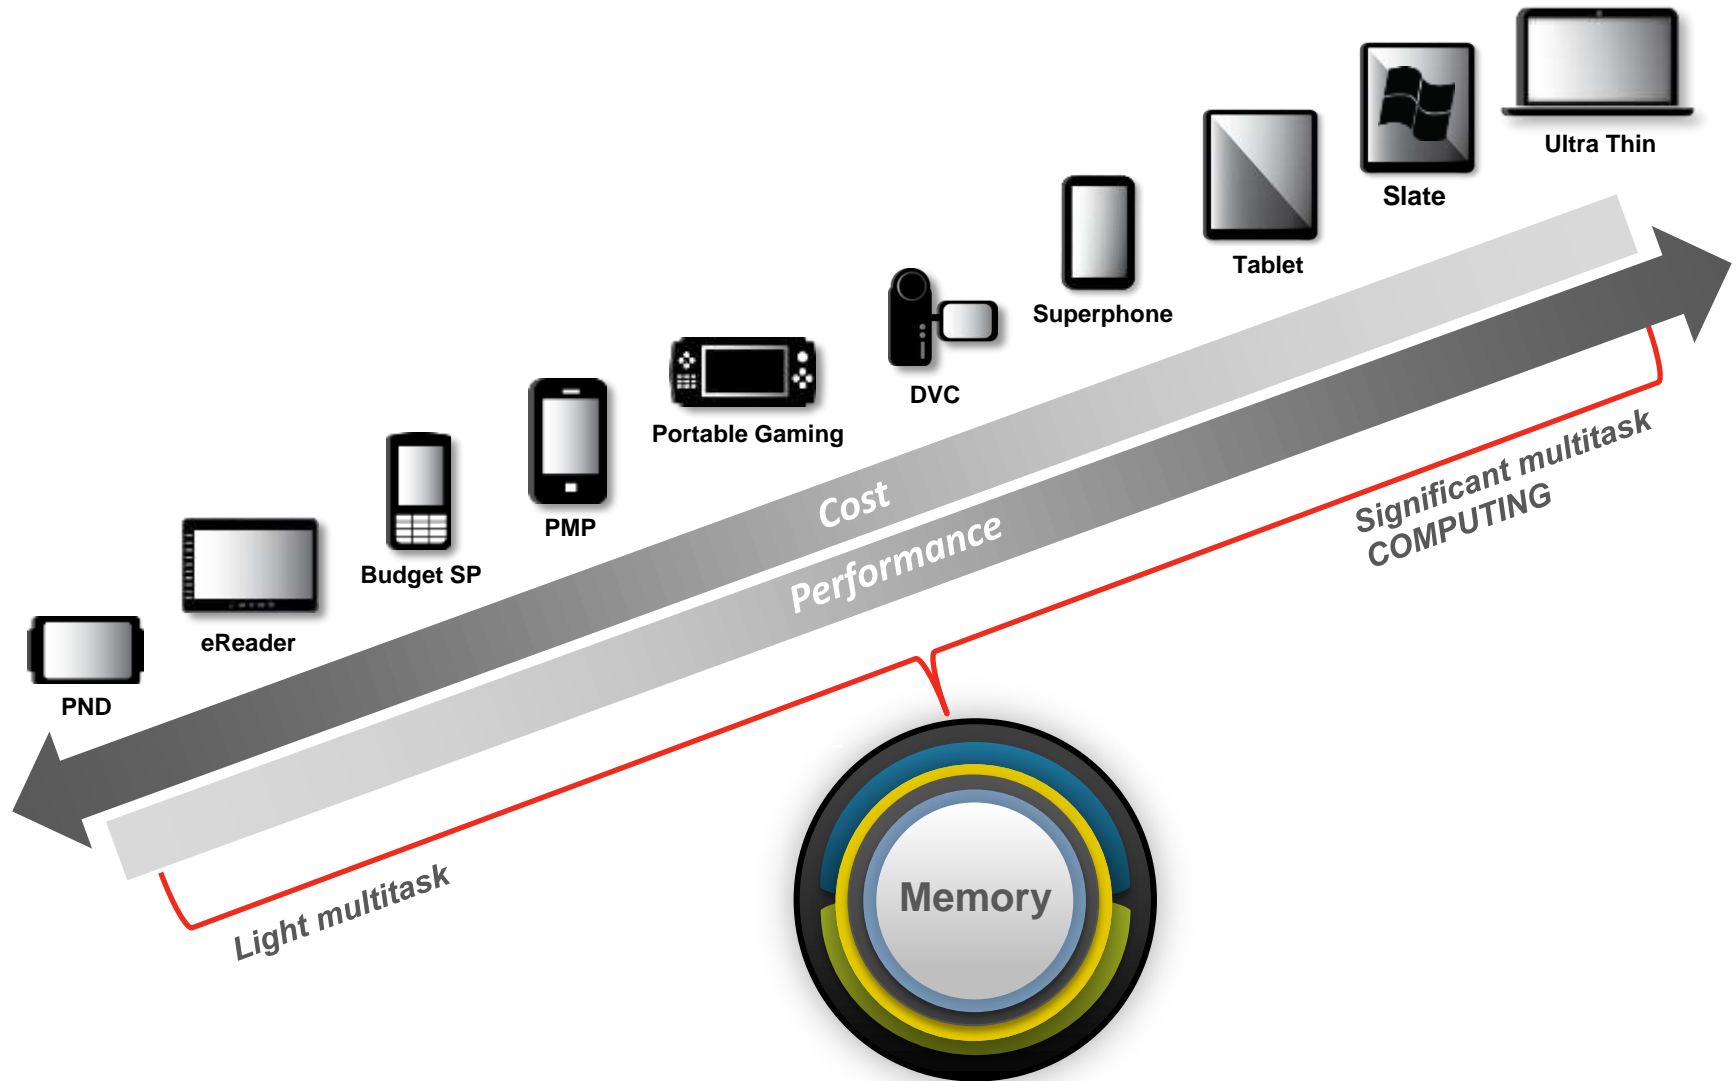 Ultra Thin
Slate
Tablet
Superphone
DVC
Portable Gaming
PMP
Budget SP
eReader
PND
Cost
Performance
Significant multitask
COMPUTING
Light multitask
Memory